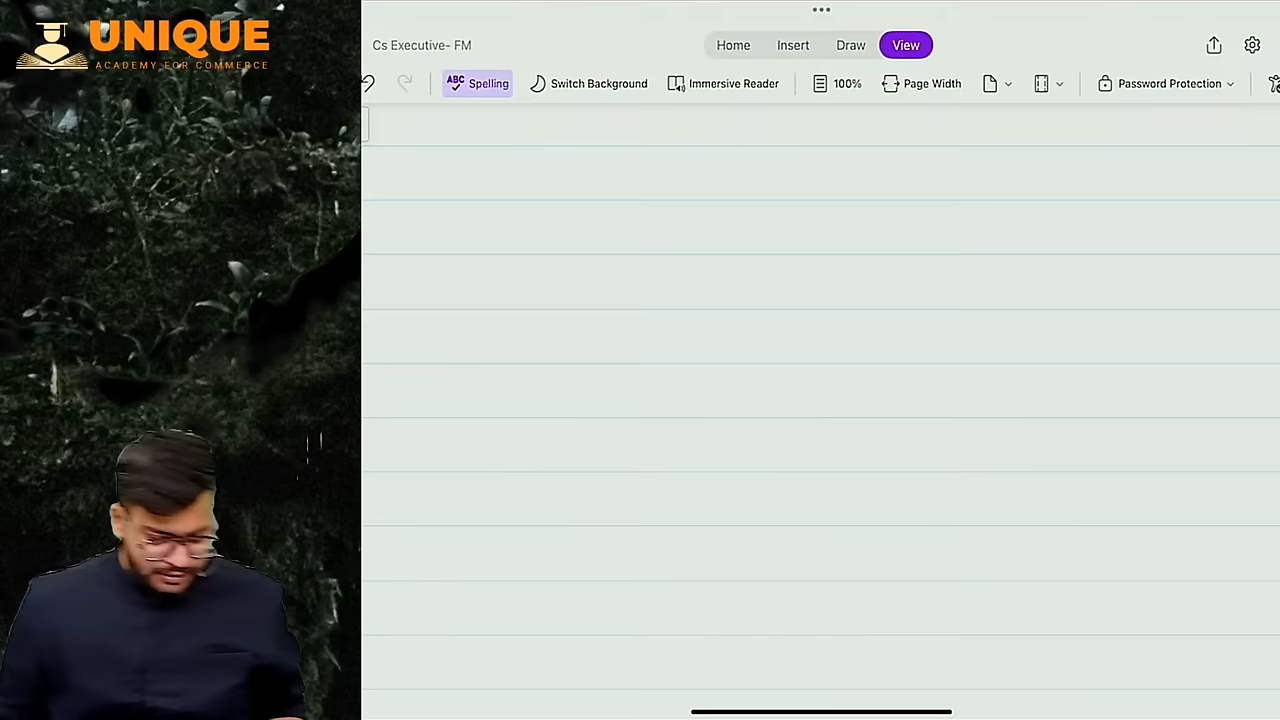 UNIQUE
ACADEMY FOR COMMERCE
Cs Executive- FM
Home Insert Draw View
ABC Spelling Switch Background Immersive Reader 100% Page Width Password Protection